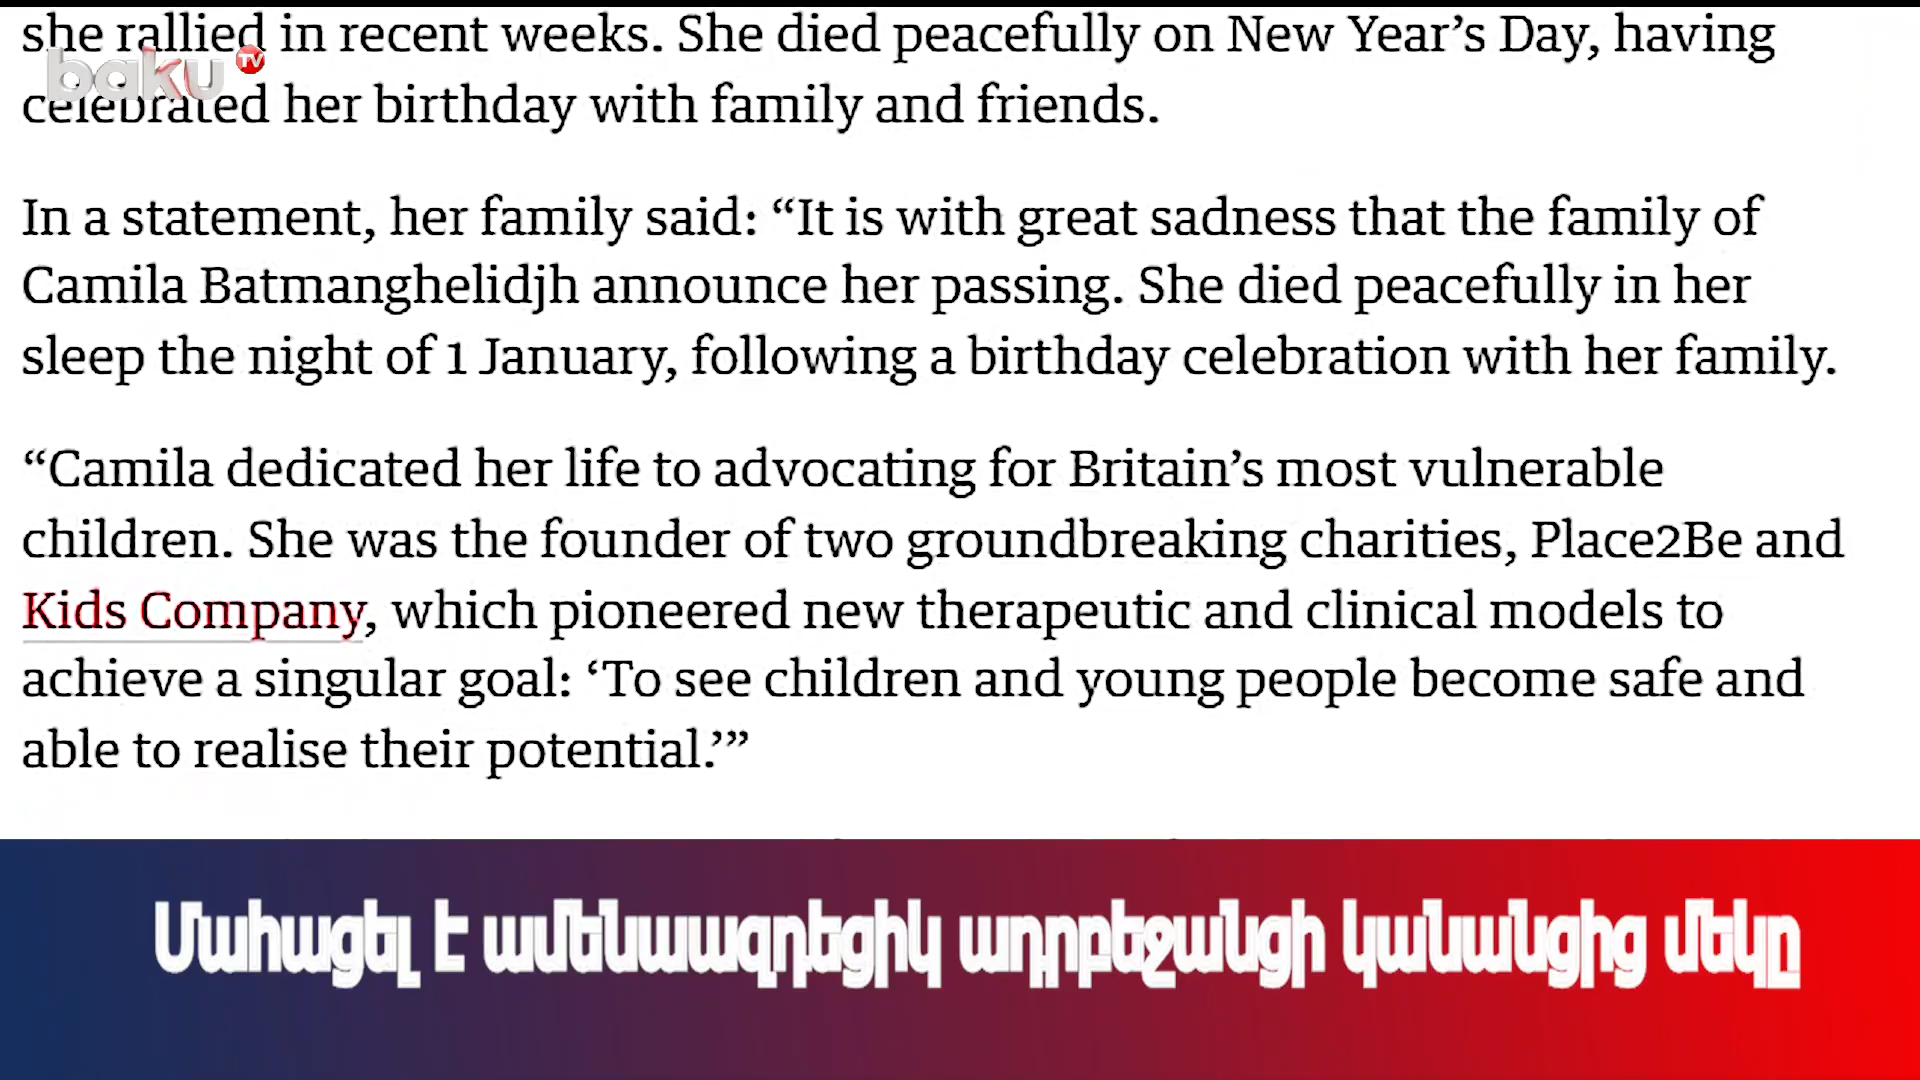 she rallied in recent weeks. She died peacefully on New Year’s Day, having
baku TV
celebrated her birthday with family and friends.
In a statement, her family said: “It is with great sadness that the family of
Camila Batmanghelidjh announce her passing. She died peacefully in her
sleep the night of 1 January, following a birthday celebration with her family.
“Camila dedicated her life to advocating for Britain’s most vulnerable
children. She was the founder of two groundbreaking charities, Place2Be and
Kids Company, which pioneered new therapeutic and clinical models to
achieve a singular goal: ‘To see children and young people become safe and
able to realise their potential.’”
Մահացել է ամենաազդեցիկ ադրբեջանցի կանանցից մեկը